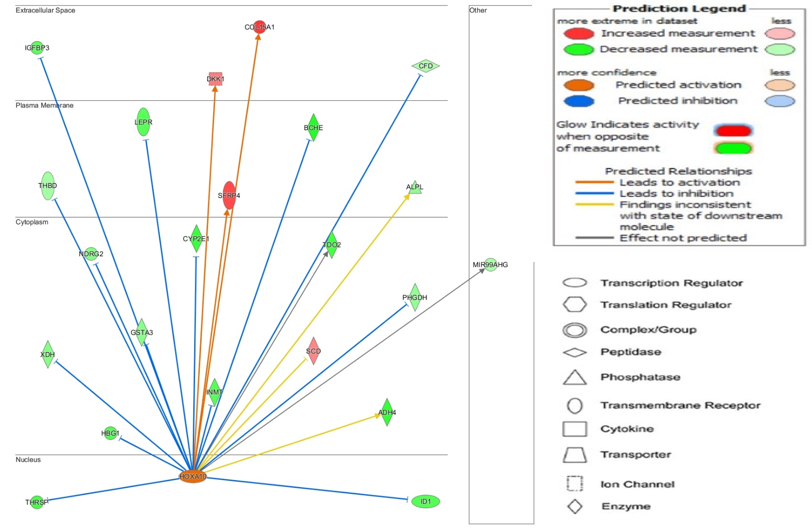 Extracellular Space
Other
COL15A1
IGFBP3
CFD
DKK1
Plasma Membrane
LEPR
BCHE
THBD
ALPL
SFRP4
Cytoplasm
CYP2E1
TDO2
NDRG2
MIR99AHG
PHGDH
GSTA3
XDH
SCD
INMT
ADH4
HBG1
Nucleus
HOXA10
THRSP
ID1
Prediction Legend
more extreme in dataset less
Increased measurement
Decreased measurement
more confidence less
Predicted activation
Predicted inhibition
Glow Indicates activity
when opposite
of measurement
Predicted Relationships
Leads to activation
Leads to inhibition
Findings inconsistent
with state of downstream
molecule
Effect not predicted
Transcription Regulator
Translation Regulator
Complex/Group
Peptidase
Phosphatase
Transmembrane Receptor
Cytokine
Transporter
Ion Channel
Enzyme